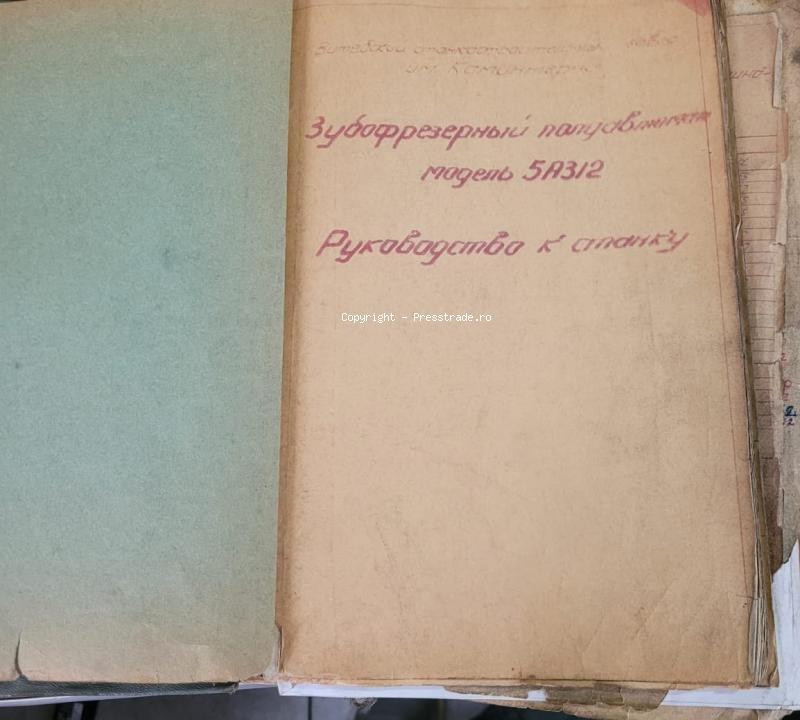 Витебский станкостроительный завод
им. Коминтерна
Зубофрезерный полуавтомат
модель 5А312
Руководство к станку
Copyright - Presstrade.ro